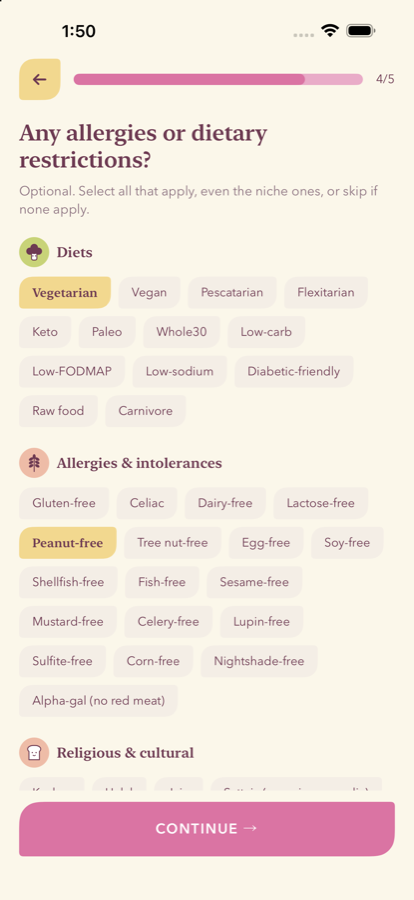 1:50
4/5
Any allergies or dietary
restrictions?
Optional. Select all that apply, even the niche ones, or skip if
none apply.
Diets
Vegetarian Vegan Pescatarian Flexitarian
Keto Paleo Whole30 Low-carb
Low-FODMAP Low-sodium Diabetic-friendly
Raw food Carnivore
Allergies & intolerances
Gluten-free Celiac Dairy-free Lactose-free
Peanut-free Tree nut-free Egg-free Soy-free
Shellfish-free Fish-free Sesame-free
Mustard-free Celery-free Lupin-free
Sulfite-free Corn-free Nightshade-free
Alpha-gal (no red meat)
Religious & cultural
CONTINUE →